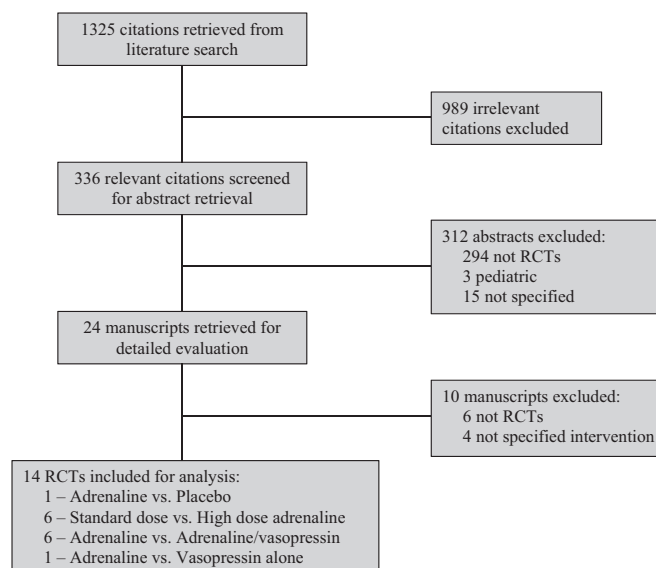 1325 citations retrieved from
literature search
989 irrelevant
citations excluded
336 relevant citations screened
for abstract retrieval
312 abstracts excluded:
294 not RCTs
3 pediatric
15 not specified
24 manuscripts retrieved for
detailed evaluation
10 manuscripts excluded:
6 not RCTs
4 not specified intervention
14 RCTs included for analysis:
1 – Adrenaline vs. Placebo
6 – Standard dose vs. High dose adrenaline
6 – Adrenaline vs. Adrenaline/vasopressin
1 – Adrenaline vs. Vasopressin alone